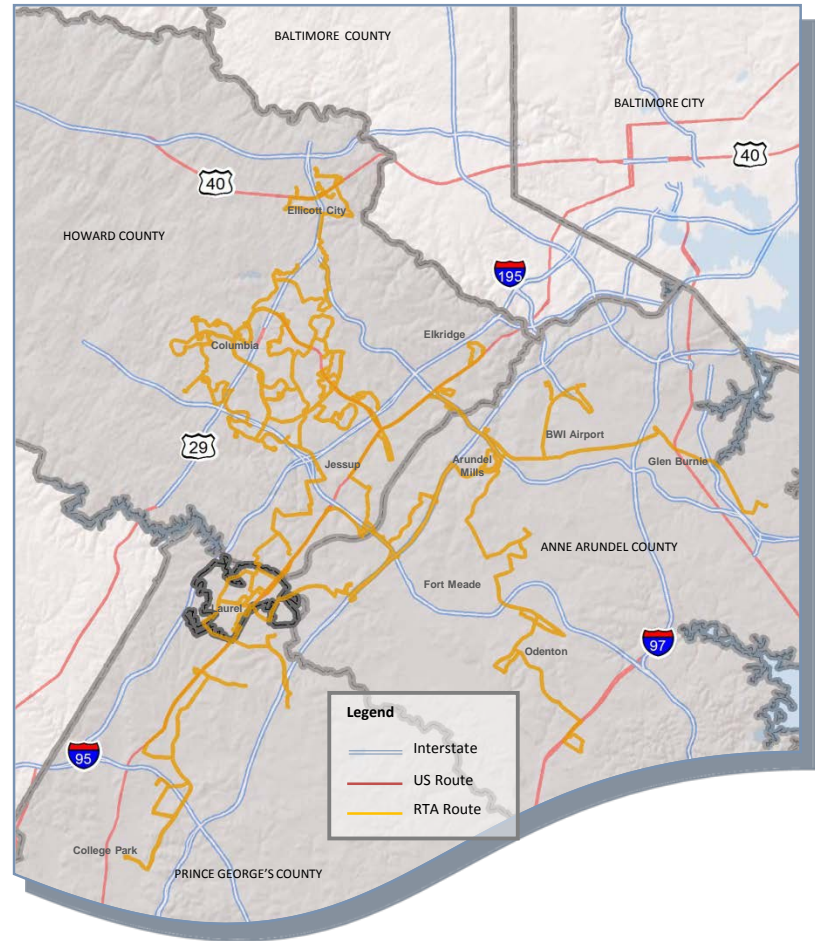 BALTIMORE COUNTY
BALTIMORE CITY
40
40
Ellicott City
HOWARD COUNTY
195
Elkridge
Columbia
BWI Airport
29
Jessup
Arundel
Mills
Glen Burnie
ANNE ARUNDEL COUNTY
Fort Meade
Laurel
97
Odenton
Legend
Interstate
US Route
RTA Route
95
College Park
PRINCE GEORGE'S COUNTY